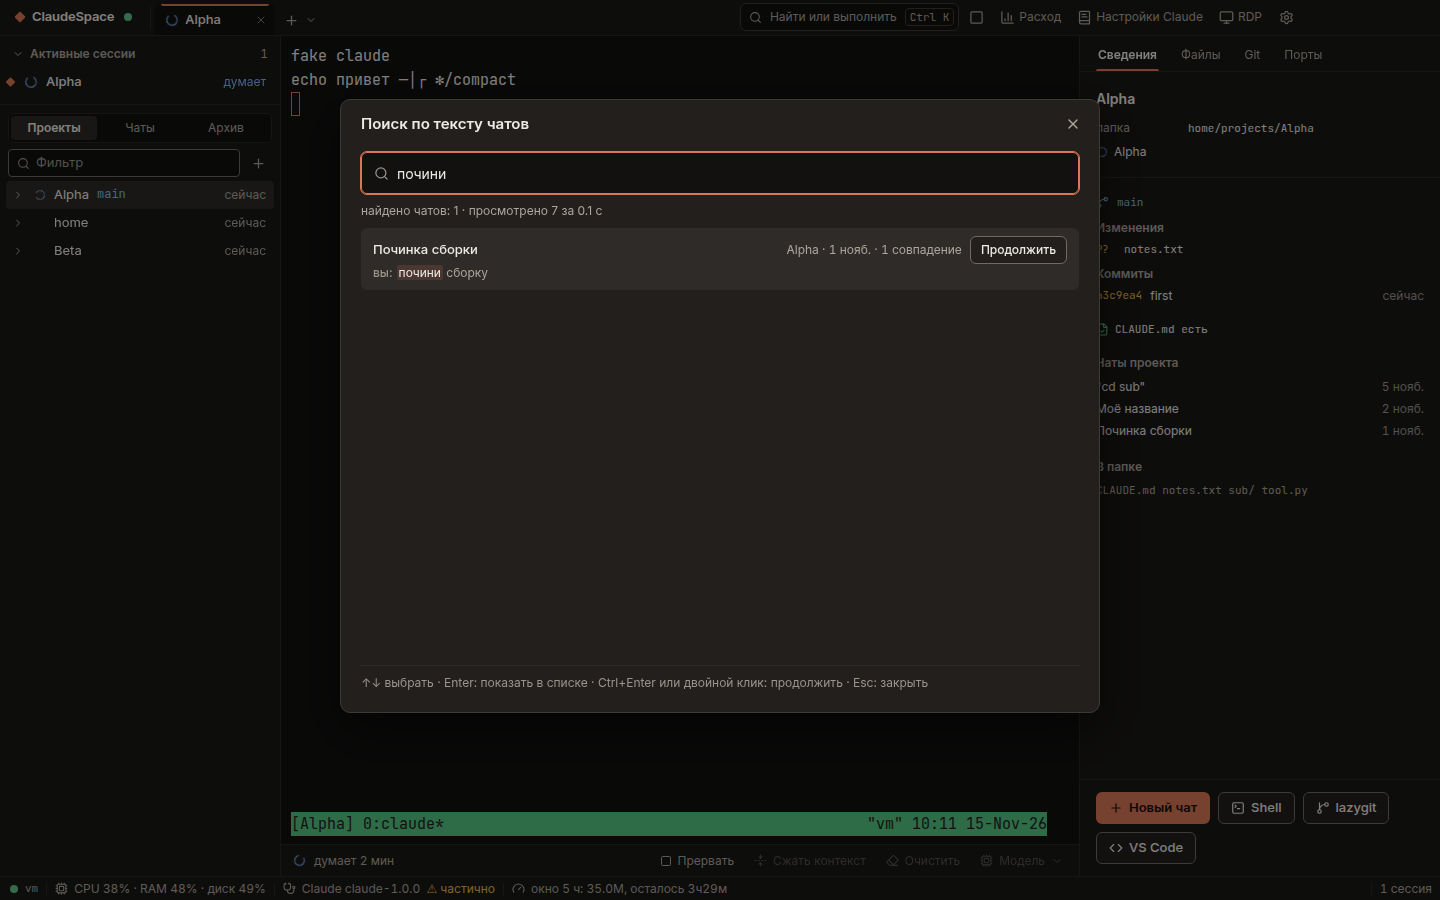 ClaudeSpace
Alpha
Найти или выполнить Ctrl K
Расход
Настройки Claude
RDP
Активные сессии 1
Alpha думает
Проекты Чаты Архив
Фильтр
Alpha main сейчас
home сейчас
Beta сейчас
fake claude
echo привет ─│┌ ✻/compact
Поиск по тексту чатов
почини
найдено чатов: 1 · просмотрено 7 за 0.1 с
Починка сборки Alpha · 1 нояб. · 1 совпадение Продолжить
вы: почини сборку
↑↓ выбрать · Enter: показать в списке · Ctrl+Enter или двойной клик: продолжить · Esc: закрыть
[Alpha] 0:claude* "vm" 10:11 15-Nov-26
думает 2 мин Прервать Сжать контекст Очистить Модель
Сведения Файлы Git Порты
Alpha
папка home/projects/Alpha
Alpha
main
Изменения
?? notes.txt
Коммиты
a3c9ea4 first сейчас
CLAUDE.md есть
Чаты проекта
"cd sub" 5 нояб.
Моё название 2 нояб.
Починка сборки 1 нояб.
В папке
CLAUDE.md notes.txt sub/ tool.py
+ Новый чат Shell lazygit
VS Code
vm CPU 38% · RAM 48% · диск 49% Claude claude-1.0.0 ⚠ частично окно 5 ч: 35.0M, осталось 3ч29м 1 сессия